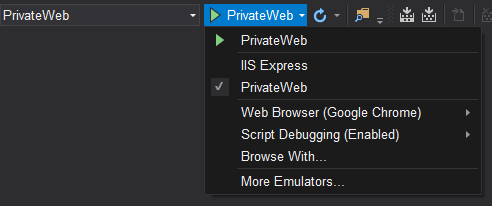 PrivateWeb
PrivateWeb
PrivateWeb
IIS Express
PrivateWeb
Web Browser (Google Chrome)
Script Debugging (Enabled)
Browse With...
More Emulators...